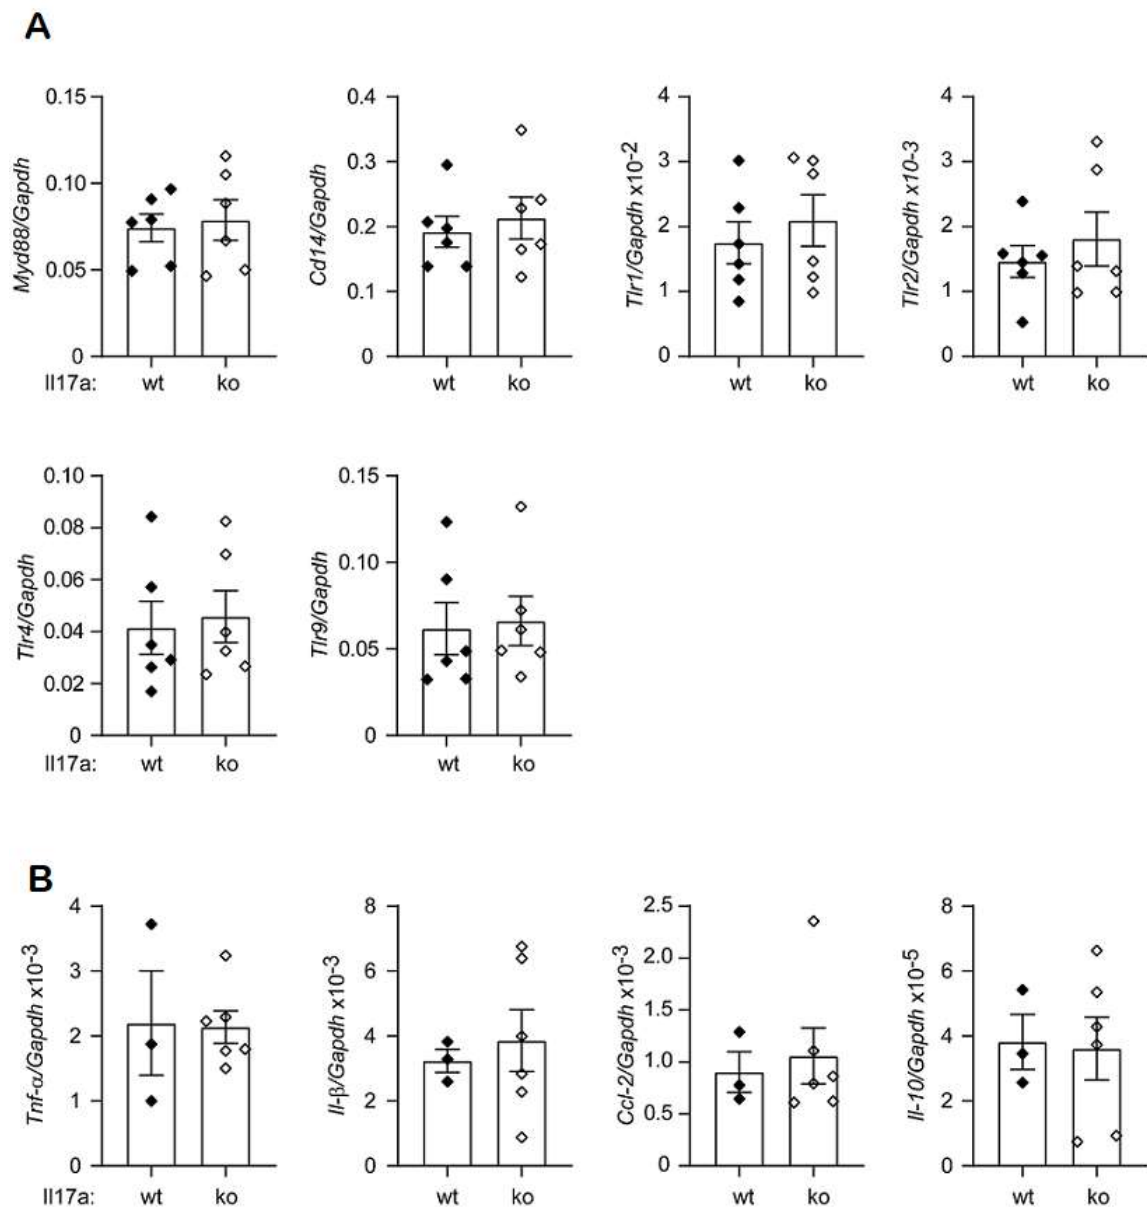 A
Myd88/Gapdh
0.15
0.10
0.05
0
Il17a:
wt
ko
Cd14/Gapdh
0.4
0.3
0.2
0.1
0
wt
ko
Tlr1/Gapdh x10-2
4
3
2
1
0
wt
ko
Tlr2/Gapdh x10-3
4
3
2
1
0
wt
ko
Tlr4/Gapdh
0.10
0.08
0.06
0.04
0.02
0
Il17a:
wt
ko
Tlr9/Gapdh
0.15
0.10
0.05
0
wt
ko
B
Tnf-α/Gapdh x10-3
4
3
2
1
0
Il17a:
wt
ko
Il-β/Gapdh x10-3
8
6
4
2
0
wt
ko
Ccl-2/Gapdh x10-3
2.5
2.0
1.5
1.0
0.5
0
wt
ko
Il-10/Gapdh x10-5
8
6
4
2
0
wt
ko